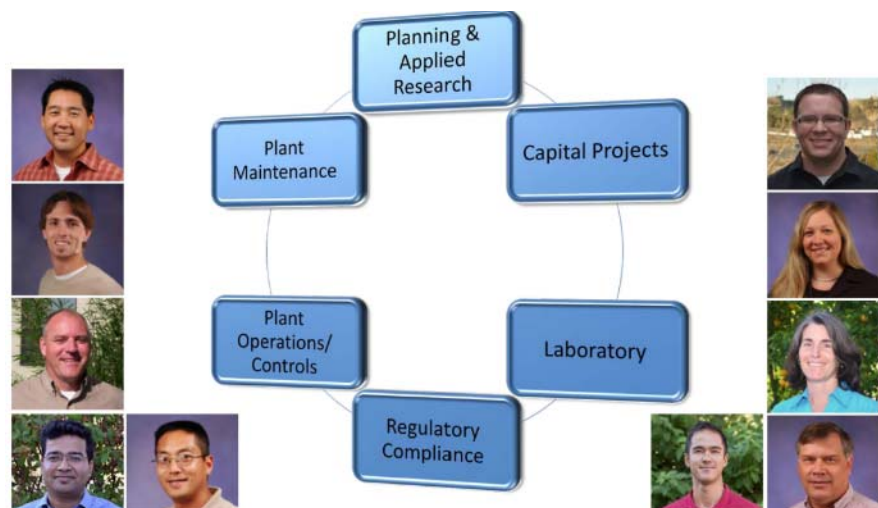 Planning &
Applied
Research
Plant
Maintenance
Capital Projects
Plant
Operations/
Controls
Laboratory
Regulatory
Compliance